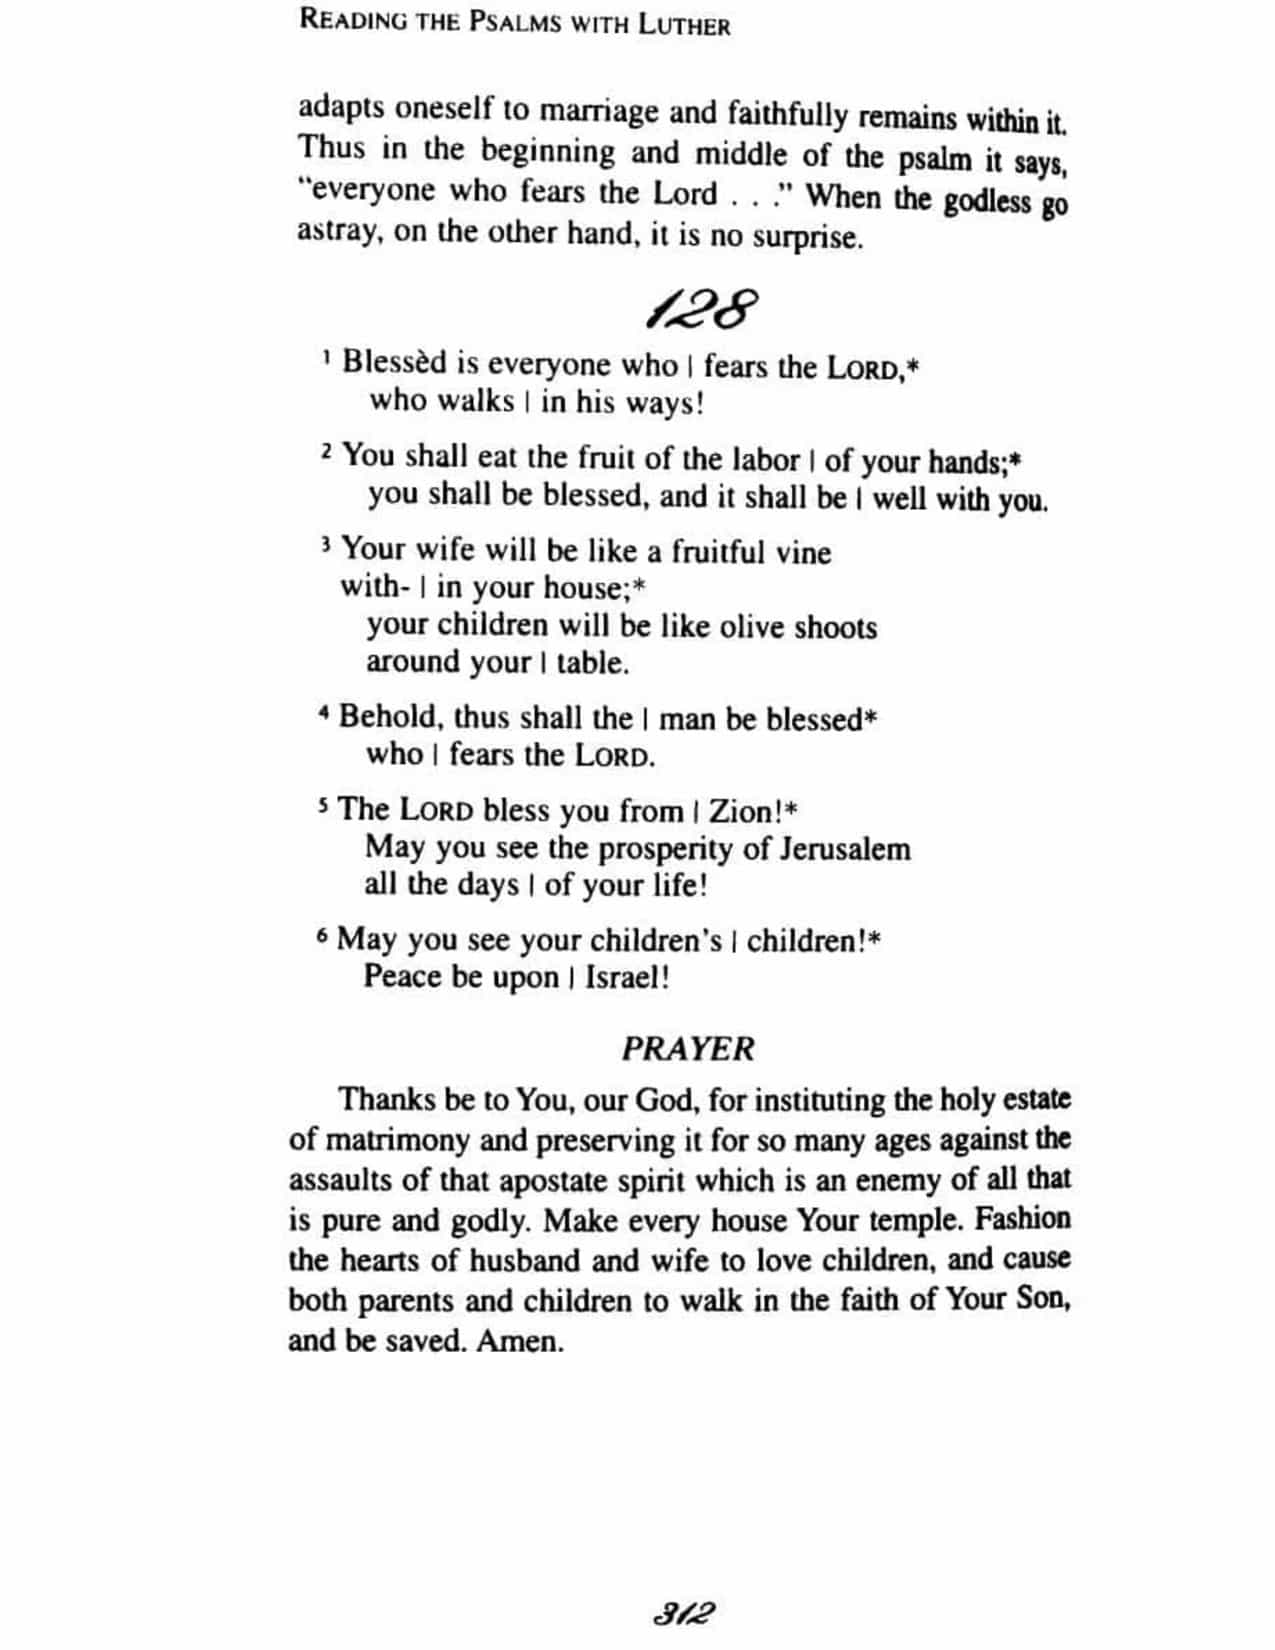 READING THE PSALMS WITH LUTHER
adapts oneself to marriage and faithfully remains within it.
Thus in the beginning and middle of the psalm it says,
“everyone who fears the Lord . . .” When the godless go
astray, on the other hand, it is no surprise.
128
1 Blessèd is everyone who | fears the LORD,*
who walks | in his ways!
2 You shall eat the fruit of the labor | of your hands;*
you shall be blessed, and it shall be | well with you.
3 Your wife will be like a fruitful vine
with- | in your house;*
your children will be like olive shoots
around your | table.
4 Behold, thus shall the | man be blessed*
who | fears the LORD.
5 The LORD bless you from | Zion!*
May you see the prosperity of Jerusalem
all the days | of your life!
6 May you see your children’s | children!*
Peace be upon | Israel!
PRAYER
Thanks be to You, our God, for instituting the holy estate
of matrimony and preserving it for so many ages against the
assaults of that apostate spirit which is an enemy of all that
is pure and godly. Make every house Your temple. Fashion
the hearts of husband and wife to love children, and cause
both parents and children to walk in the faith of Your Son,
and be saved. Amen.
312